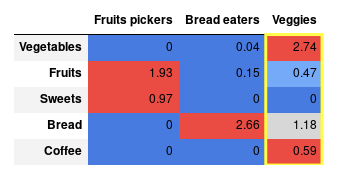 Fruits pickers Bread eaters Veggies
Vegetables 0 0.04 2.74
Fruits 1.93 0.15 0.47
Sweets 0.97 0 0
Bread 0 2.66 1.18
Coffee 0 0 0.59